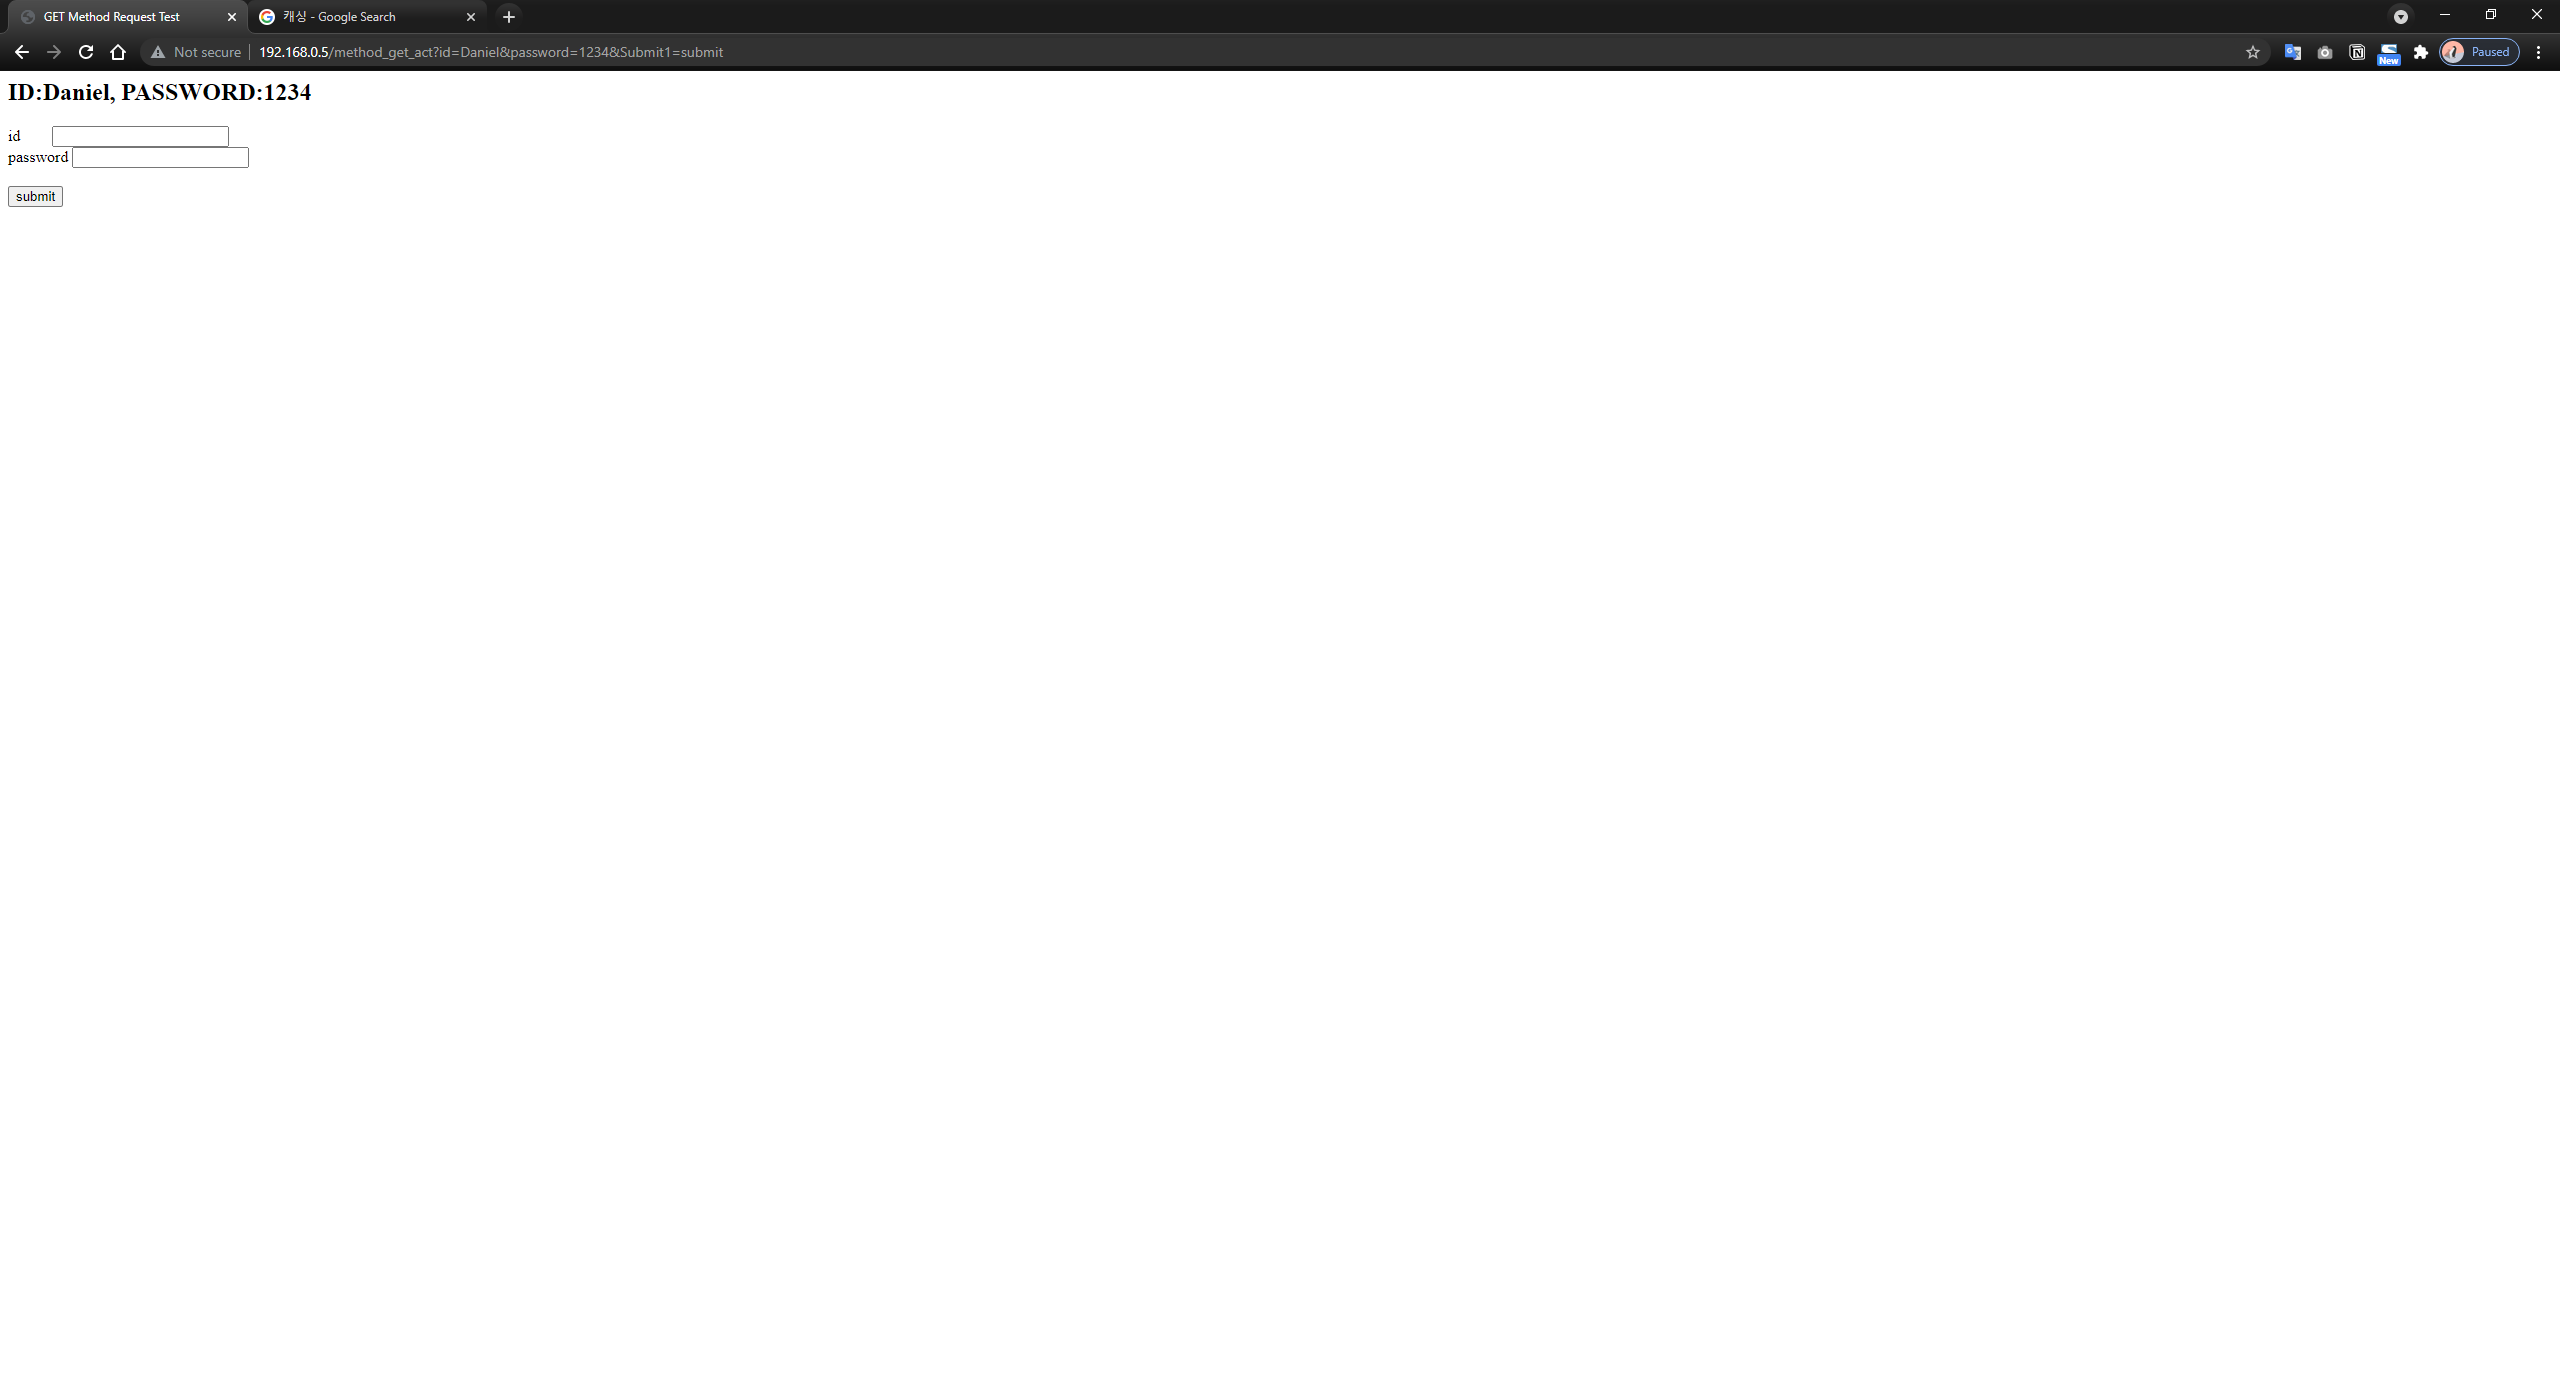 GET Method Request Test
캐싱 - Google Search
Not secure
192.168.0.5/method_get_act?id=Daniel&password=1234&Submit1=submit
New
Paused
ID:Daniel, PASSWORD:1234
id
password
submit